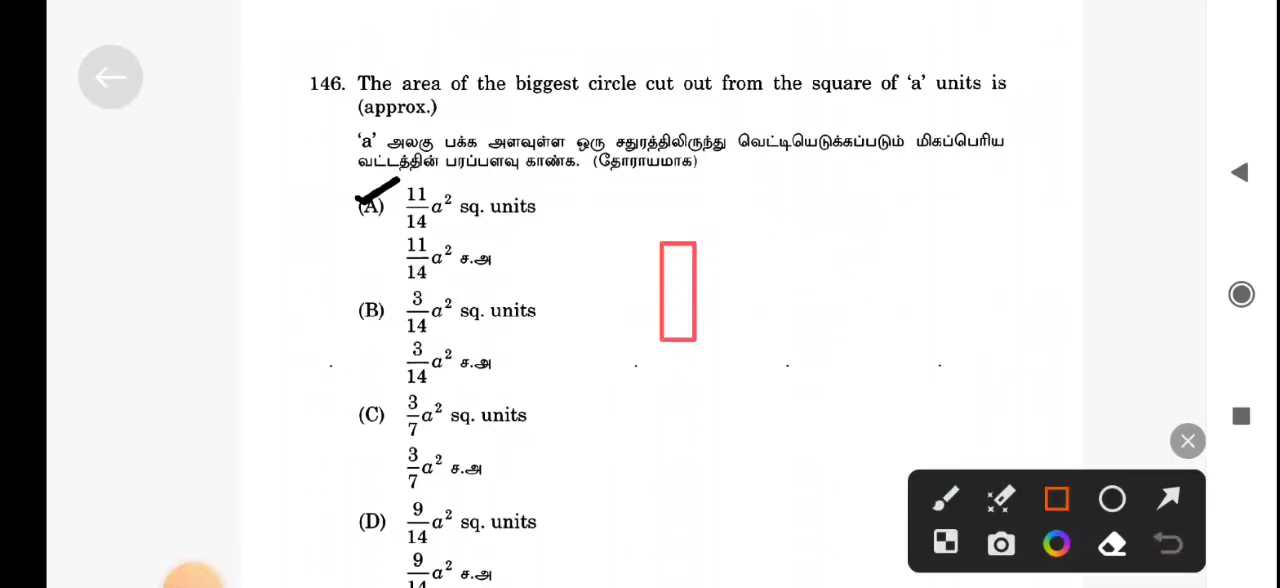 146. The area of the biggest circle cut out from the square of ‘a’ units is
(approx.)
‘a’ அலகு பக்க அளவுள்ள ஒரு சதுரத்திலிருந்து வெட்டியெடுக்கப்படும் மிகப்பெரிய
வட்டத்தின் பரப்பளவு காண்க. (தோராயமாக)
(A) 11/14 a² sq. units
11/14 a² ச.அ
(B) 3/14 a² sq. units
3/14 a² ச.அ
(C) 3/7 a² sq. units
3/7 a² ச.அ
(D) 9/14 a² sq. units
9/14 a² ச.அ